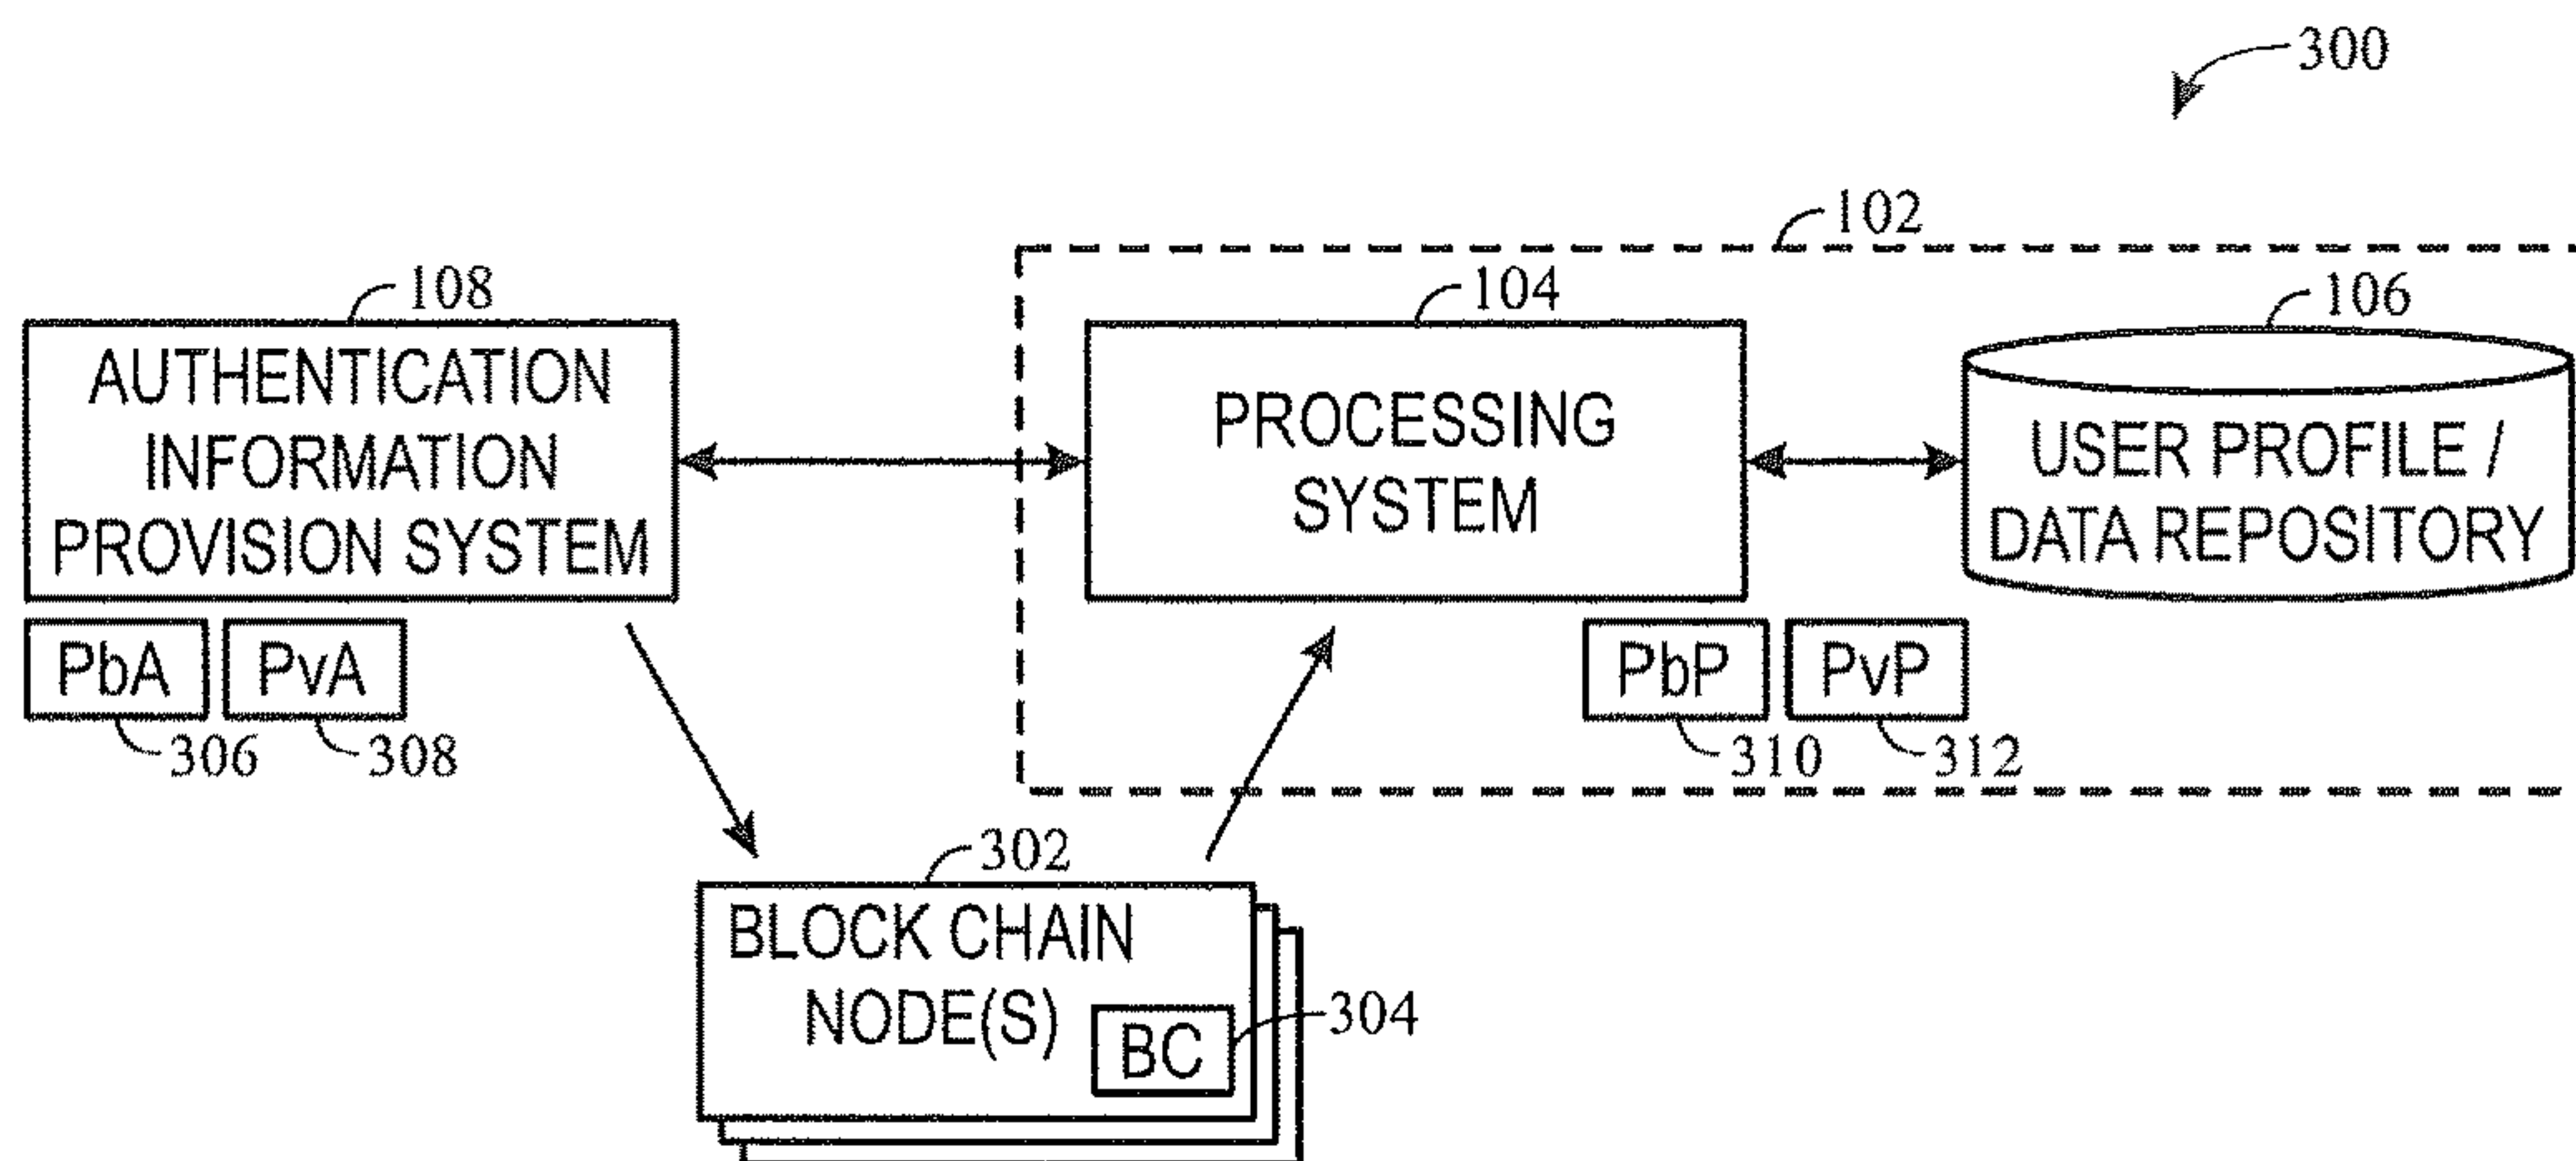 300
102
108
104
106
AUTHENTICATION
INFORMATION
PROVISION SYSTEM
PROCESSING
SYSTEM
USER PROFILE /
DATA REPOSITORY
PbA
PvA
PbP
PvP
306
308
310
312
302
BLOCK CHAIN
NODE(S)
BC
304